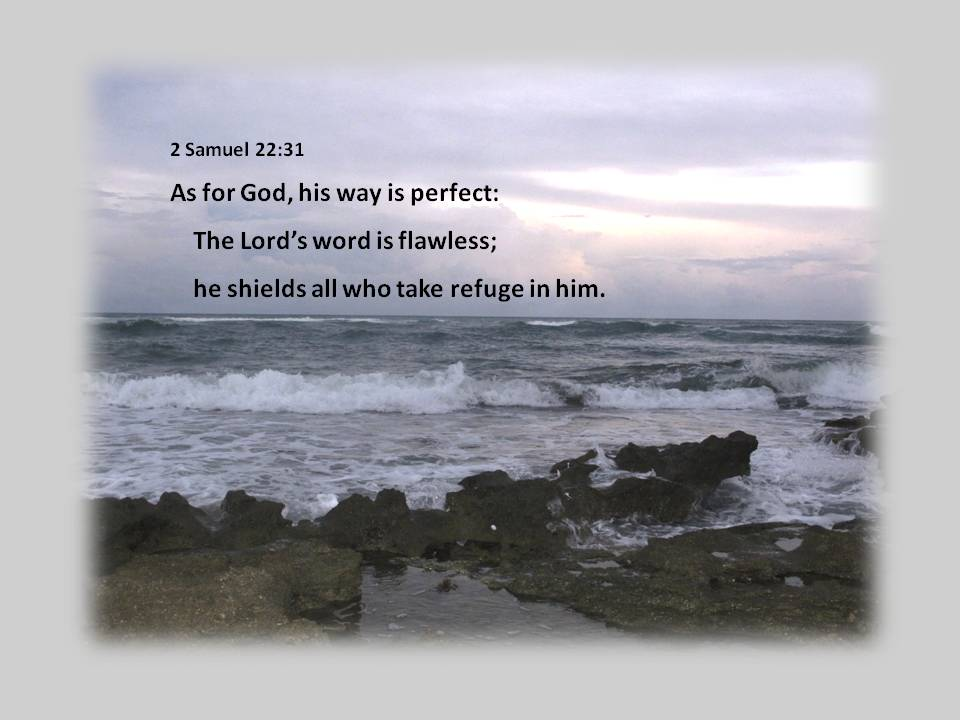 2 Samuel 22:31
As for God, his way is perfect:
The Lord’s word is flawless;
he shields all who take refuge in him.